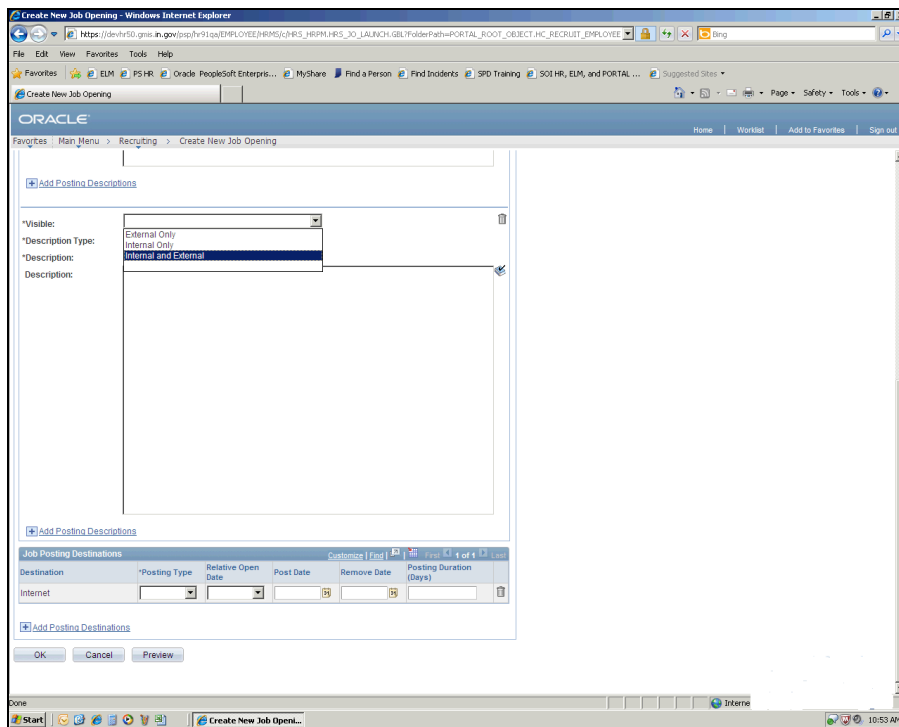 Create New Job Opening - Windows Internet Explorer
https://devhr50.gmis.in.gov/psp/hr91qa/EMPLOYEE/HRMS/c/HRS_HRPM.HRS_JO_LAUNCH.GBL?FolderPath=PORTAL_ROOT_OBJECT.HC_RECRUIT_EMPLOYEE
Bing
File Edit View Favorites Tools Help
Favorites ELM PS HR Oracle PeopleSoft Enterpris... MyShare Find a Person Find Incidents SPD Training SOI HR, ELM, and PORTAL ... Suggested Sites
Create New Job Opening Page Safety Tools
ORACLE
Home | Worklist | Add to Favorites | Sign out
Favorites Main Menu > Recruiting > Create New Job Opening
Add Posting Descriptions
*Visible:
External Only
*Description Type:
Internal Only
*Description:
Internal and External
Description:
Add Posting Descriptions
Job Posting Destinations Customize | Find | First 1 of 1 Last
Destination *Posting Type Relative Open Date Post Date Remove Date Posting Duration (Days)
Internet
Add Posting Destinations
OK Cancel Preview
Done Interne
Start Create New Job Openi... 10:53 AM